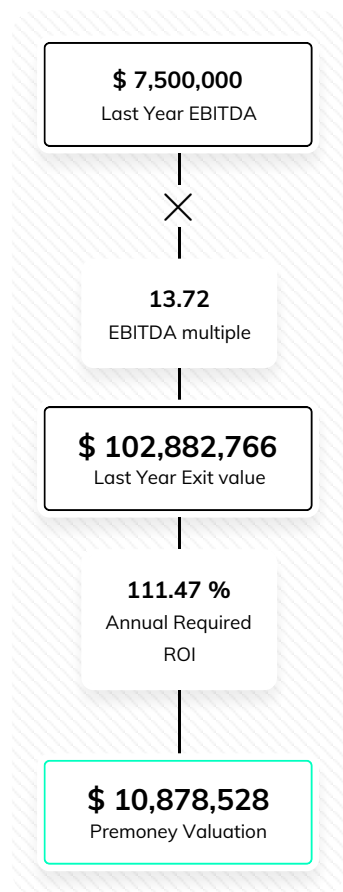 $ 7,500,000
Last Year EBITDA
13.72
EBITDA multiple
$ 102,882,766
Last Year Exit value
111.47 %
Annual Required
ROI
$ 10,878,528
Premoney Valuation